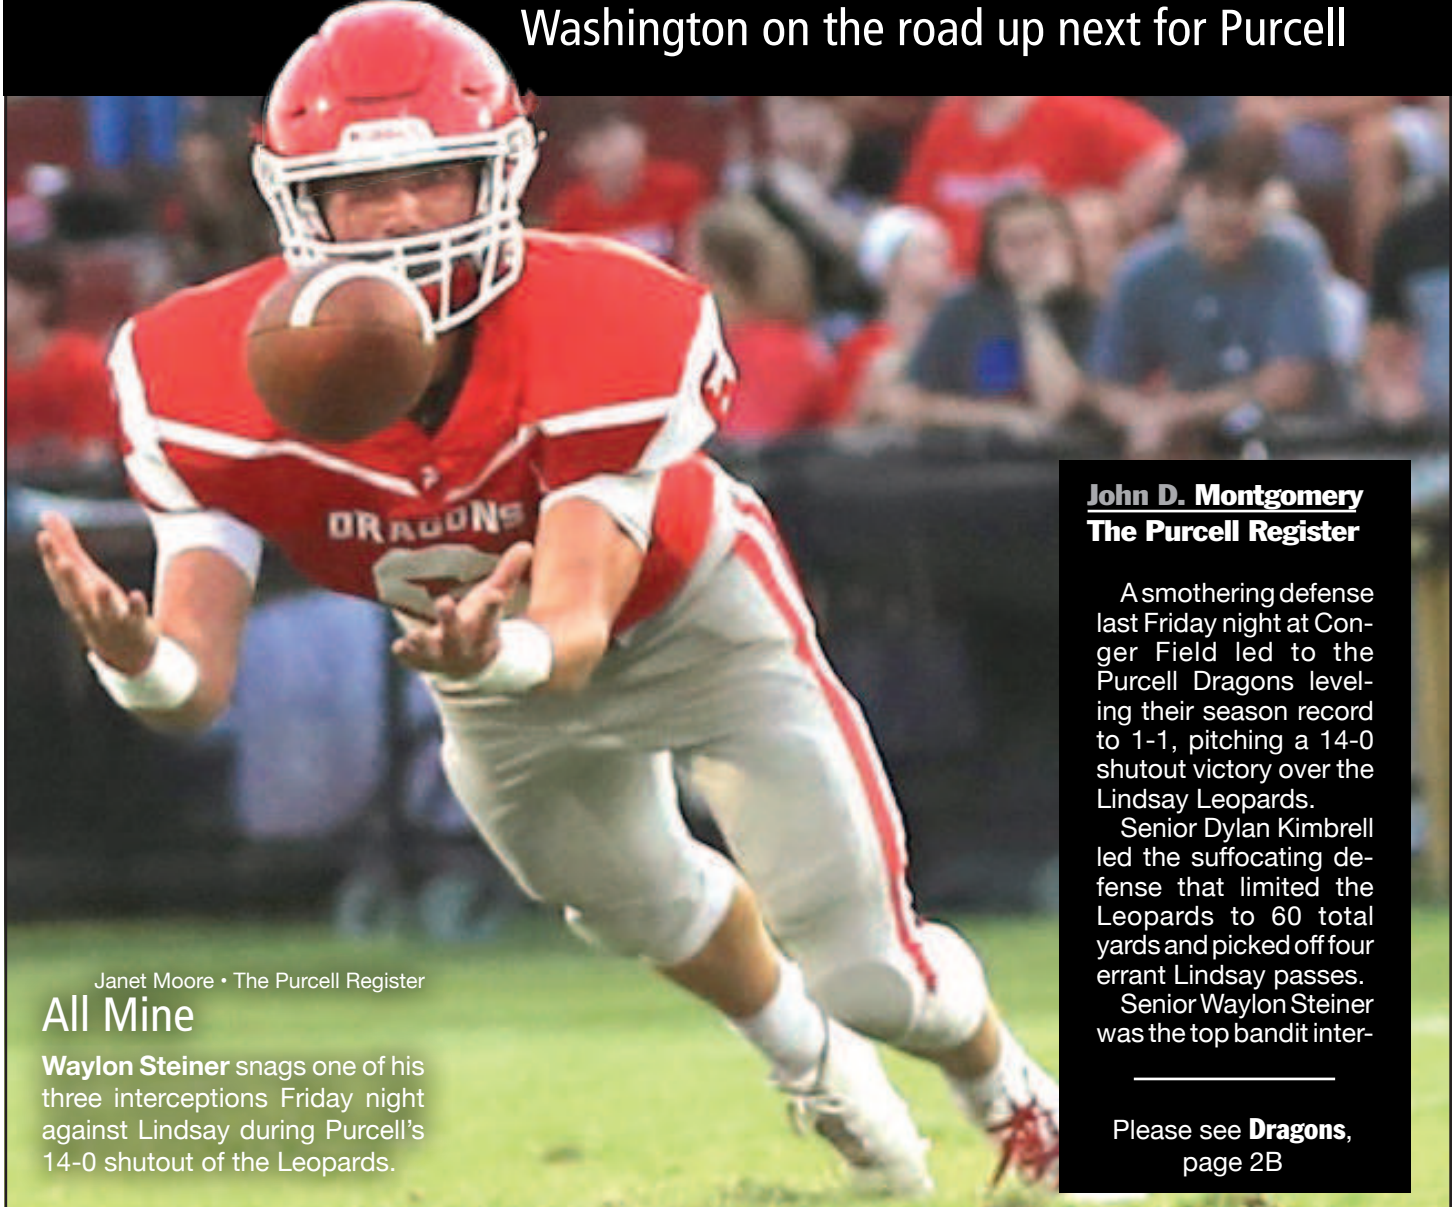 Washington on the road up next for Purcell
DRAGONS
John D. Montgomery
The Purcell Register
A smothering defense
last Friday night at Con-
ger Field led to the
Purcell Dragons level-
ing their season record
to 1-1, pitching a 14-0
shutout victory over the
Lindsay Leopards.
Senior Dylan Kimbrell
led the suffocating de-
fense that limited the
Leopards to 60 total
yards and picked off four
errant Lindsay passes.
Senior Waylon Steiner
was the top bandit inter-
Please see Dragons,
page 2B
Janet Moore • The Purcell Register
All Mine
Waylon Steiner snags one of his
three interceptions Friday night
against Lindsay during Purcell's
14-0 shutout of the Leopards.